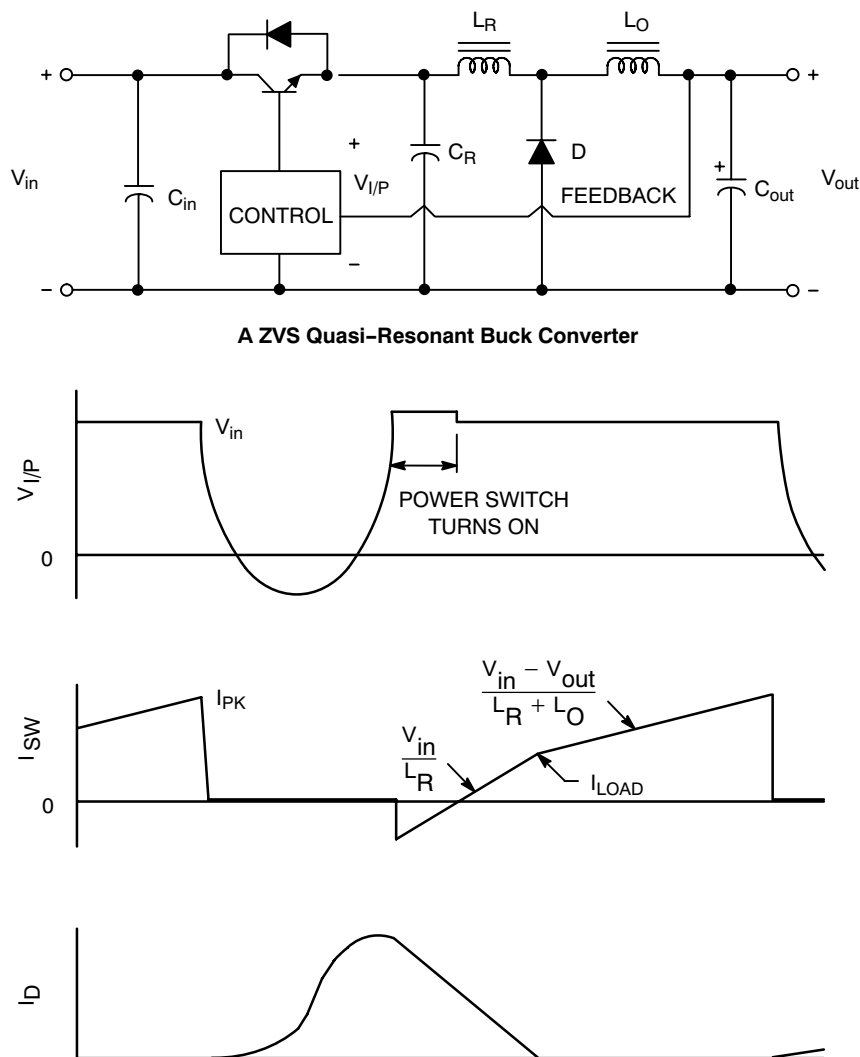 L_R L_O
+ +
+ C_R D
V_in V_I/P + V_out
C_in CONTROL FEEDBACK C_out
−
− −
A ZVS Quasi–Resonant Buck Converter
V_in
V_I/P
POWER SWITCH
TURNS ON
0
V_in − V_out
L_R + L_O
I_PK
V_in
L_R
I_SW
I_LOAD
0
I_D